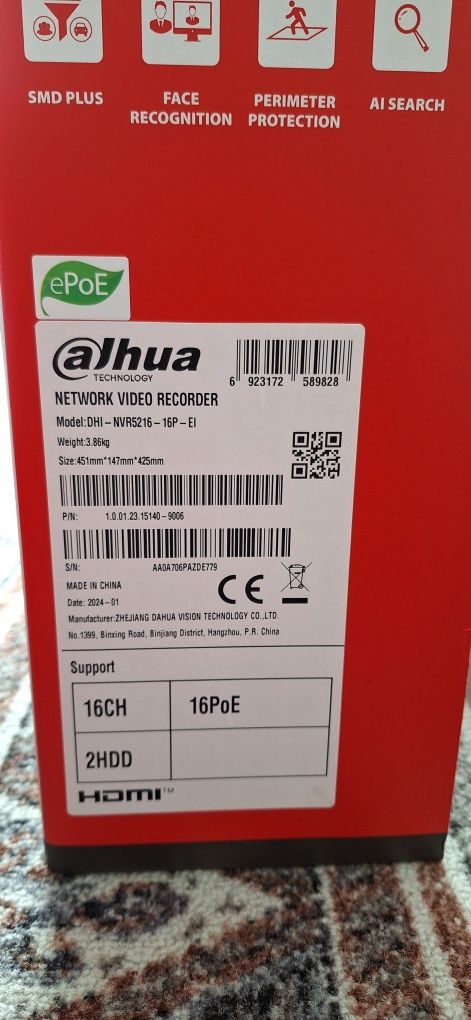 SMD PLUS
FACE
RECOGNITION
PERIMETER
PROTECTION
AI SEARCH
ePoE
alhua
TECHNOLOGY
6 923172 589828
NETWORK VIDEO RECORDER
Model:DHI-NVR5216-16P-EI
Weight:3.86kg
Size:451mm*147mm*425mm
P/N: 1.0.01.23.15140-9006
S/N: AA0A706PAZDE779
MADE IN CHINA
Date: 2024-01
CE
Manufacturer:ZHEJIANG DAHUA VISION TECHNOLOGY CO.,LTD.
No.1399, Binxing Road, Binjiang District, Hangzhou, P.R. China
Support
16CH 16PoE
2HDD
HDMI™